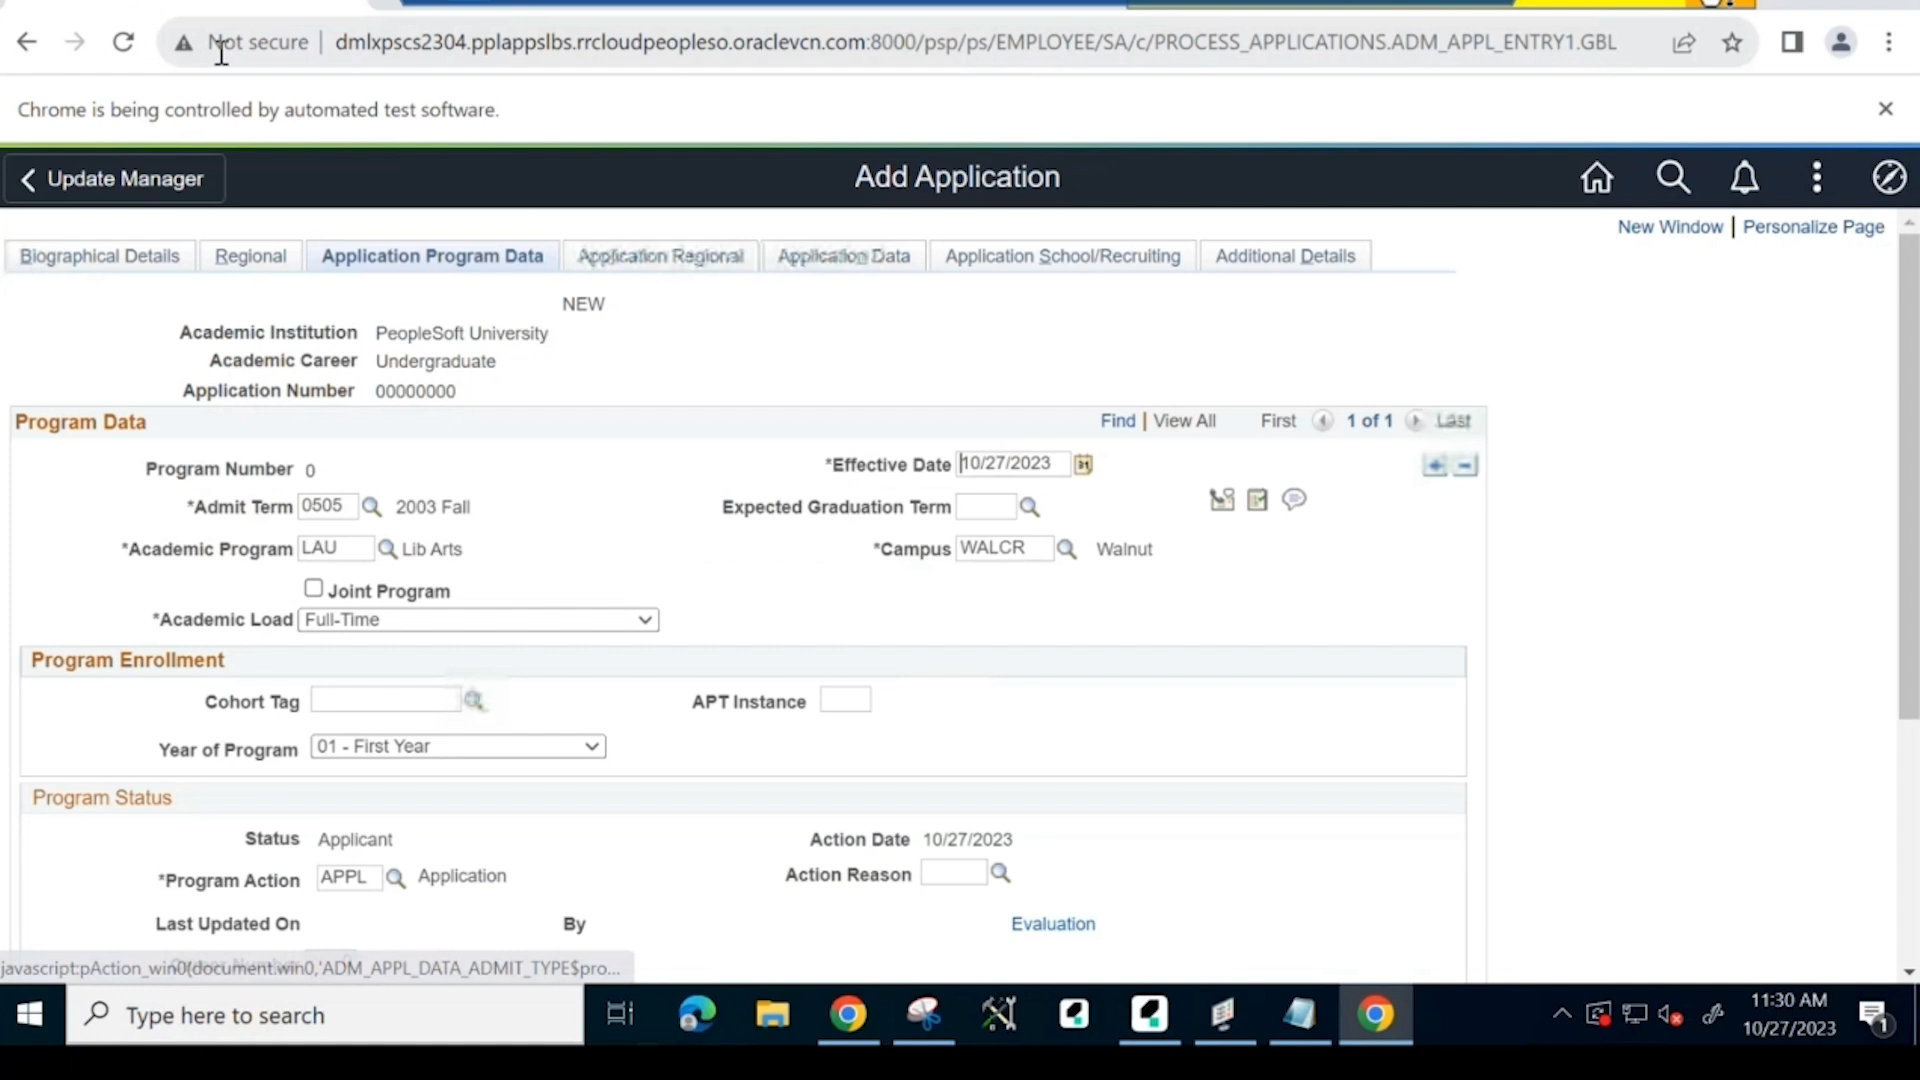 Not secure | dmlxpscs2304.pplappslbs.rrcloudpeopleso.oraclevcn.com:8000/psp/ps/EMPLOYEE/SA/c/PROCESS_APPLICATIONS.ADM_APPL_ENTRY1.GBL
Chrome is being controlled by automated test software.
Update Manager Add Application
New Window | Personalize Page
Biographical Details Regional Application Program Data Application Regional Application Data Application School/Recruiting Additional Details
NEW
Academic Institution PeopleSoft University
Academic Career Undergraduate
Application Number 00000000
Program Data Find | View All First 1 of 1 Last
Program Number 0 *Effective Date 10/27/2023 31
*Admit Term 0505 2003 Fall Expected Graduation Term
*Academic Program LAU Lib Arts *Campus WALCR Walnut
Joint Program
*Academic Load Full-Time
Program Enrollment
Cohort Tag APT Instance
Year of Program 01 - First Year
Program Status
Status Applicant Action Date 10/27/2023
*Program Action APPL Application Action Reason
Last Updated On By Evaluation
javascript:pAction_win0(document.win0,'ADM_APPL_DATA_ADMIT_TYPE$pro...
Type here to search 11:30 AM
10/27/2023 1